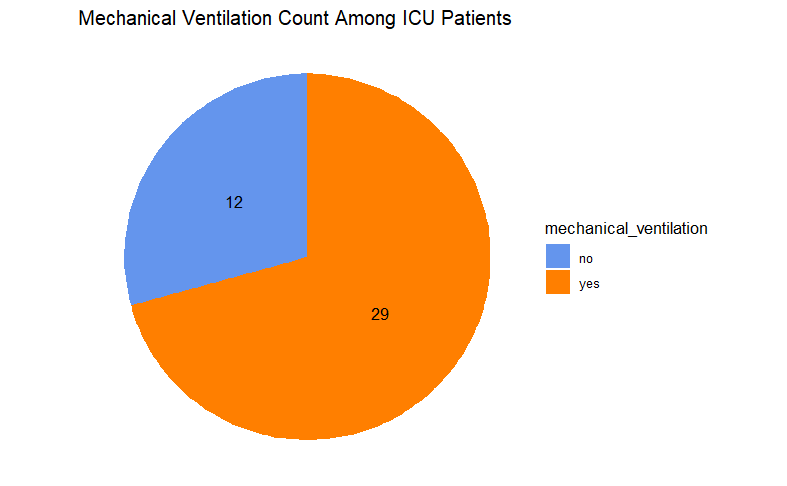 Mechanical Ventilation Count Among ICU Patients
12
29
mechanical_ventilation
no
yes